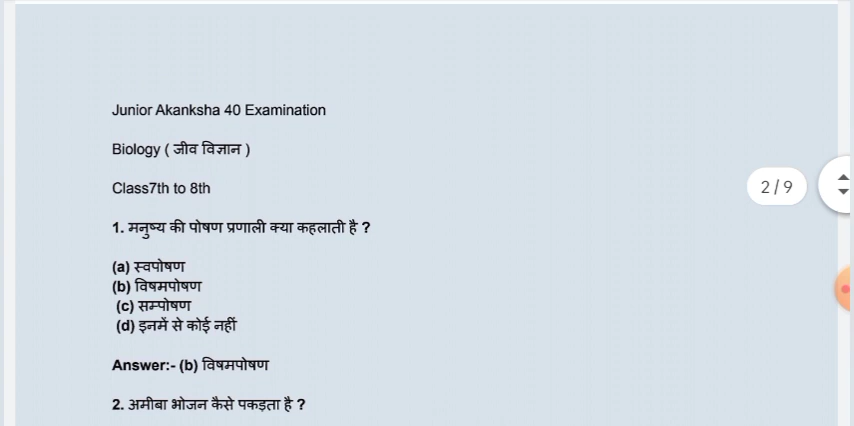 Junior Akanksha 40 Examination
Biology ( जीव विज्ञान )
Class7th to 8th
2 / 9
1. मनुष्य की पोषण प्रणाली क्या कहलाती है ?
(a) स्वपोषण
(b) विषमपोषण
(c) सम्पोषण
(d) इनमें से कोई नहीं
Answer:- (b) विषमपोषण
2. अमीबा भोजन कैसे पकड़ता है ?